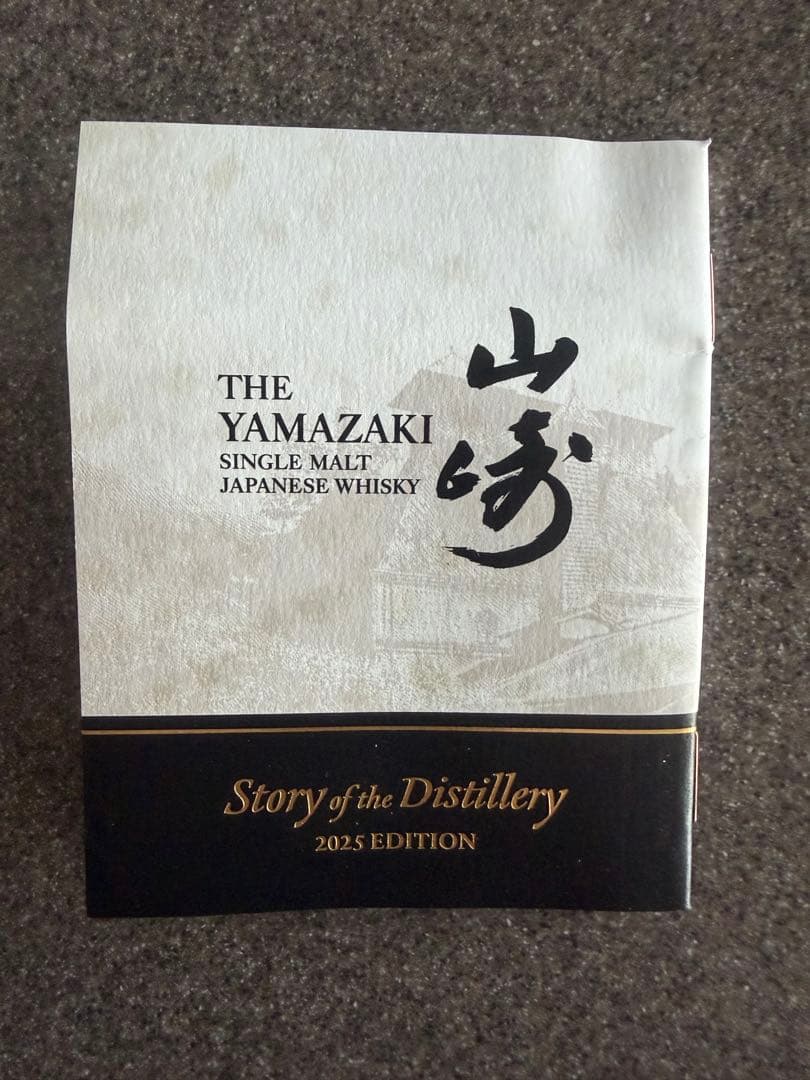 THE
YAMAZAKI
SINGLE MALT
JAPANESE WHISKY
山
崎
Story of the Distillery
2025 EDITION